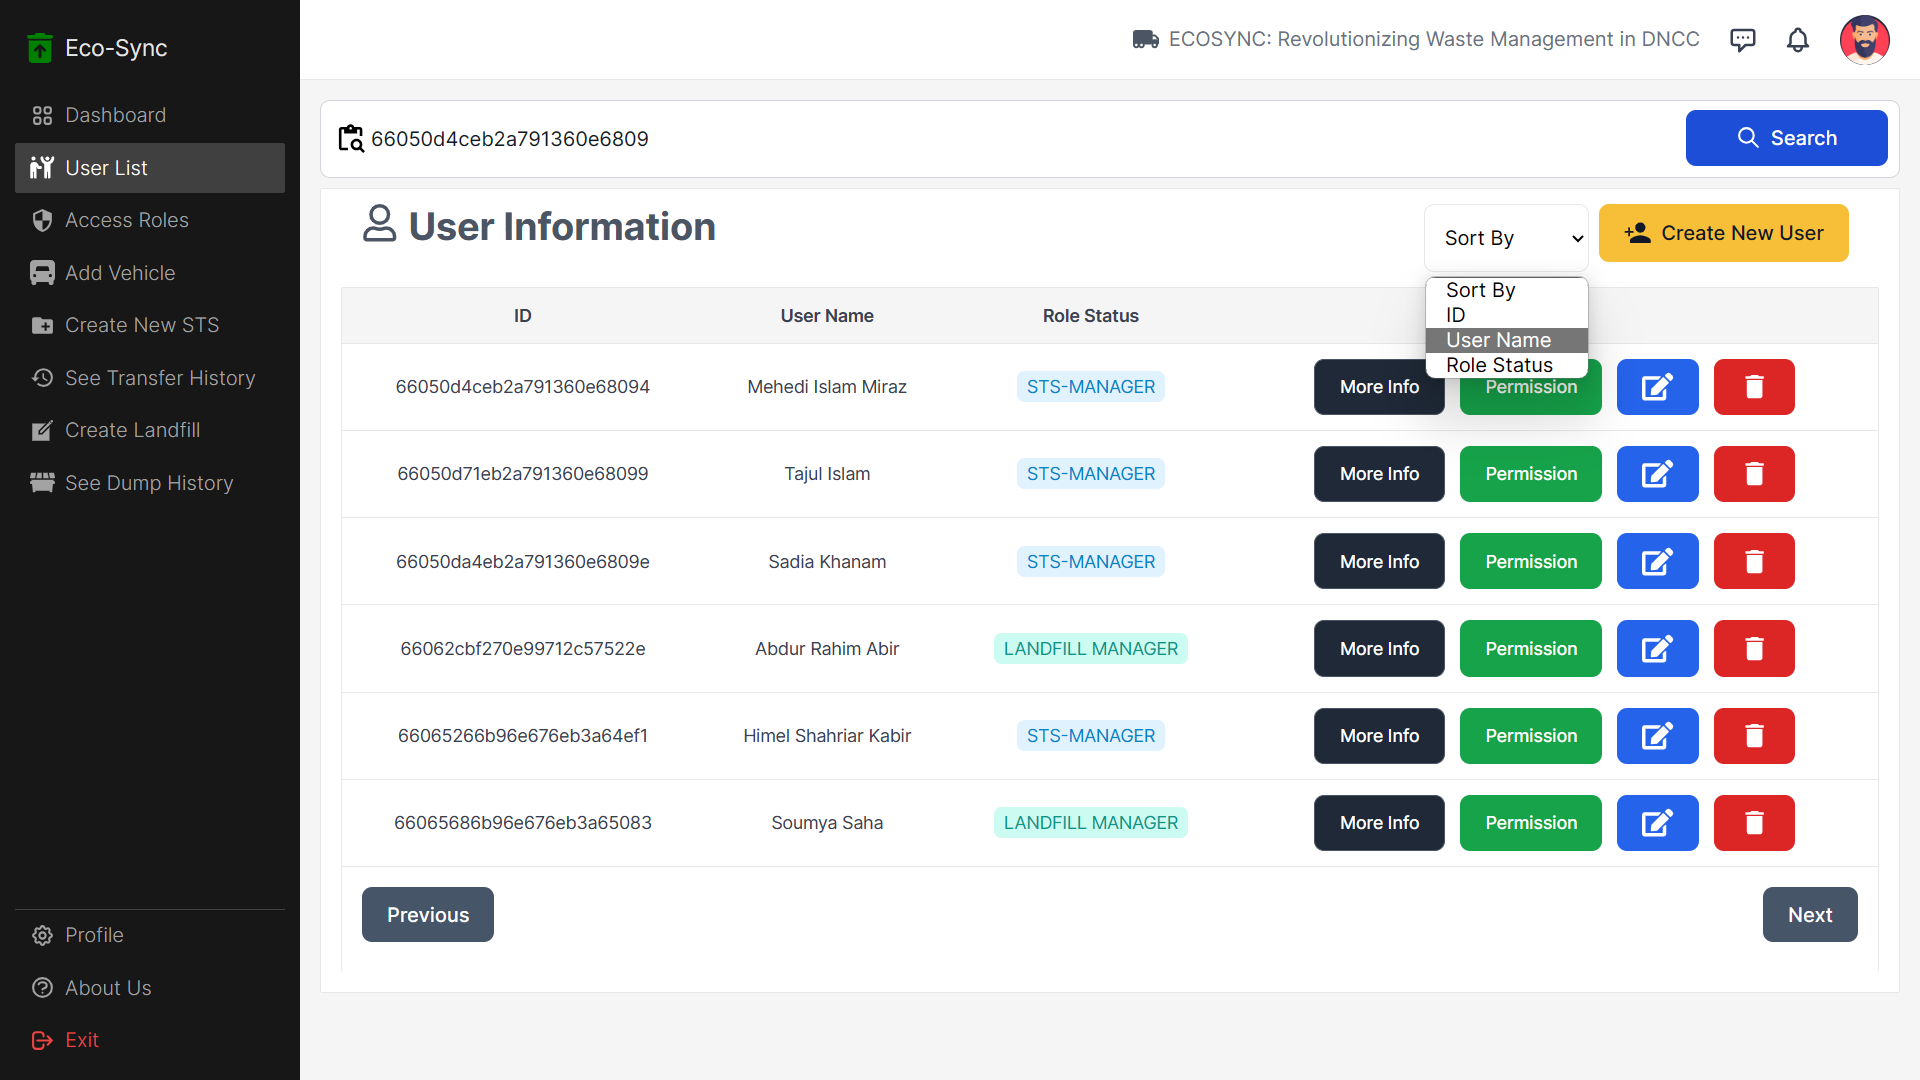 Eco-Sync
Dashboard
User List
Access Roles
Add Vehicle
Create New STS
See Transfer History
Create Landfill
See Dump History
Profile
About Us
Exit
ECOSYNC: Revolutionizing Waste Management in DNCC
66050d4ceb2a791360e6809
Search
User Information
Sort By
Create New User
Sort By
ID
User Name
Role Status
ID User Name Role Status
66050d4ceb2a791360e68094 Mehedi Islam Miraz STS-MANAGER More Info Permission
66050d71eb2a791360e68099 Tajul Islam STS-MANAGER More Info Permission
66050da4eb2a791360e6809e Sadia Khanam STS-MANAGER More Info Permission
66062cbf270e99712c57522e Abdur Rahim Abir LANDFILL MANAGER More Info Permission
66065266b96e676eb3a64ef1 Himel Shahriar Kabir STS-MANAGER More Info Permission
66065686b96e676eb3a65083 Soumya Saha LANDFILL MANAGER More Info Permission
Previous
Next